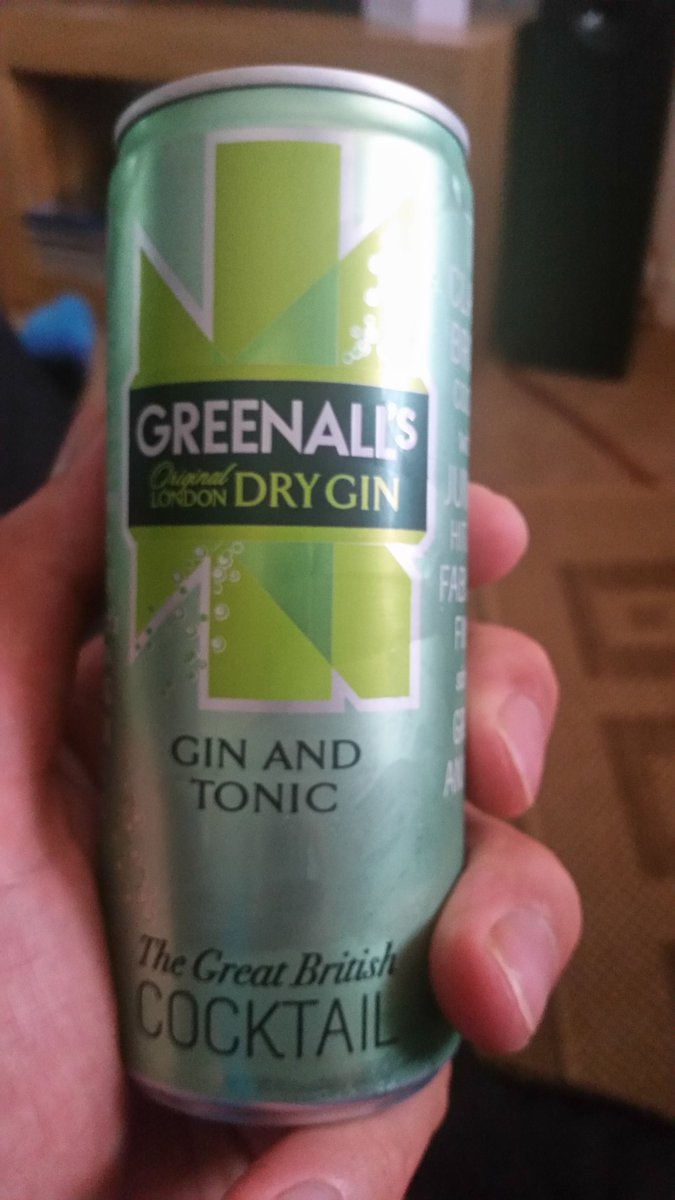 GREENALL'S
Original
LONDON DRY GIN
GIN AND
TONIC
The Great British
COCKTAIL